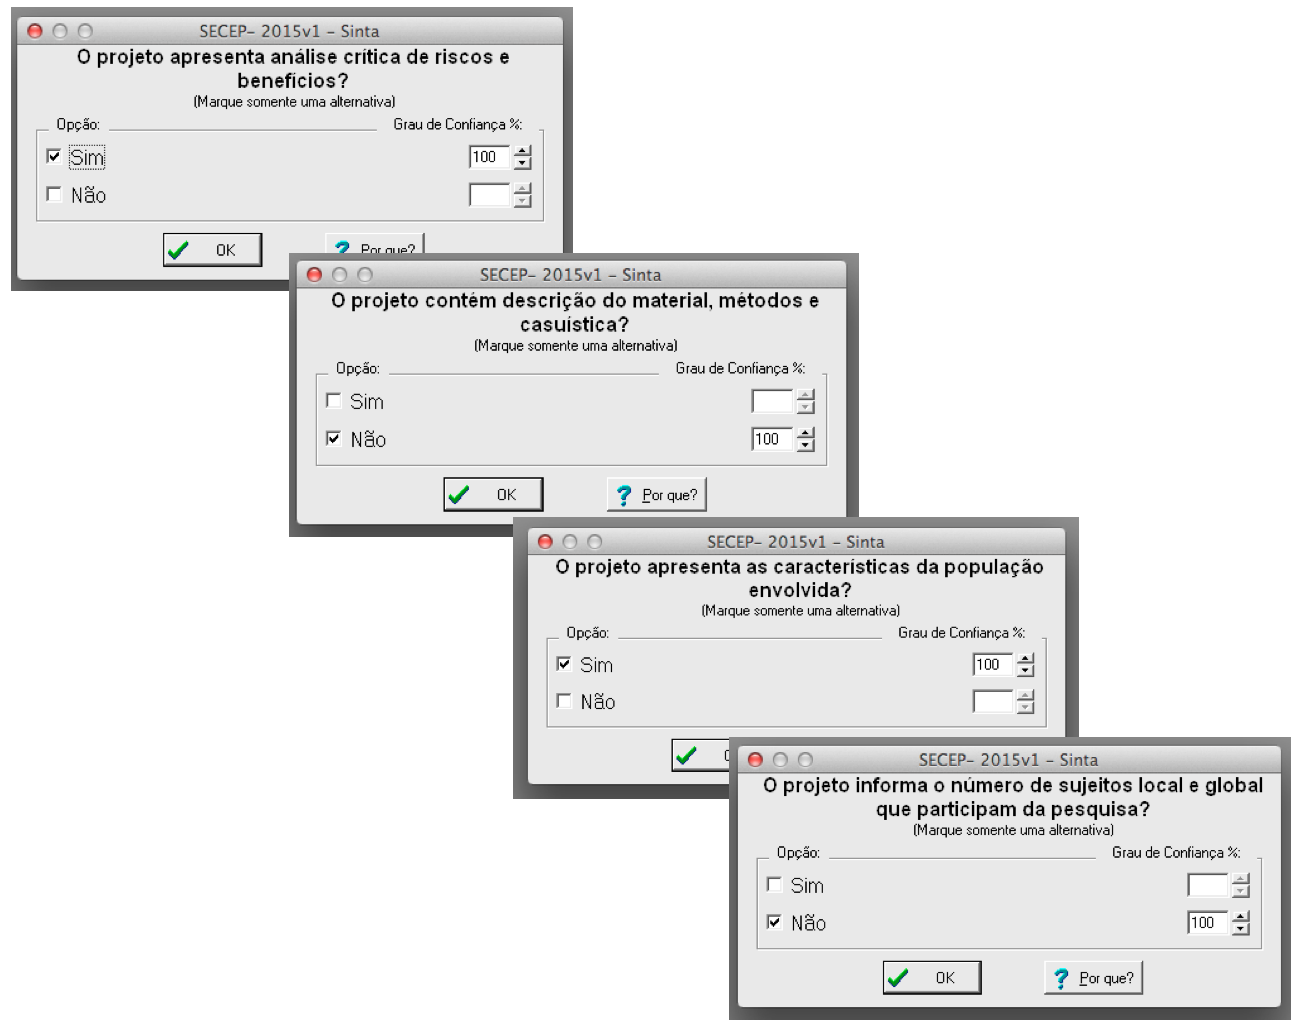 SECEP- 2015v1 - Sinta
O projeto apresenta análise crítica de riscos e
benefícios?
(Marque somente uma alternativa)
Opção: Grau de Confiança %:
Sim 100
Não
OK Por que?
SECEP- 2015v1 - Sinta
O projeto contém descrição do material, métodos e
casuística?
(Marque somente uma alternativa)
Opção: Grau de Confiança %:
Sim
Não 100
OK Por que?
SECEP- 2015v1 - Sinta
O projeto apresenta as características da população
envolvida?
(Marque somente uma alternativa)
Opção: Grau de Confiança %:
Sim 100
Não
SECEP- 2015v1 - Sinta
O projeto informa o número de sujeitos local e global
que participam da pesquisa?
(Marque somente uma alternativa)
Opção: Grau de Confiança %:
Sim
Não 100
OK Por que?